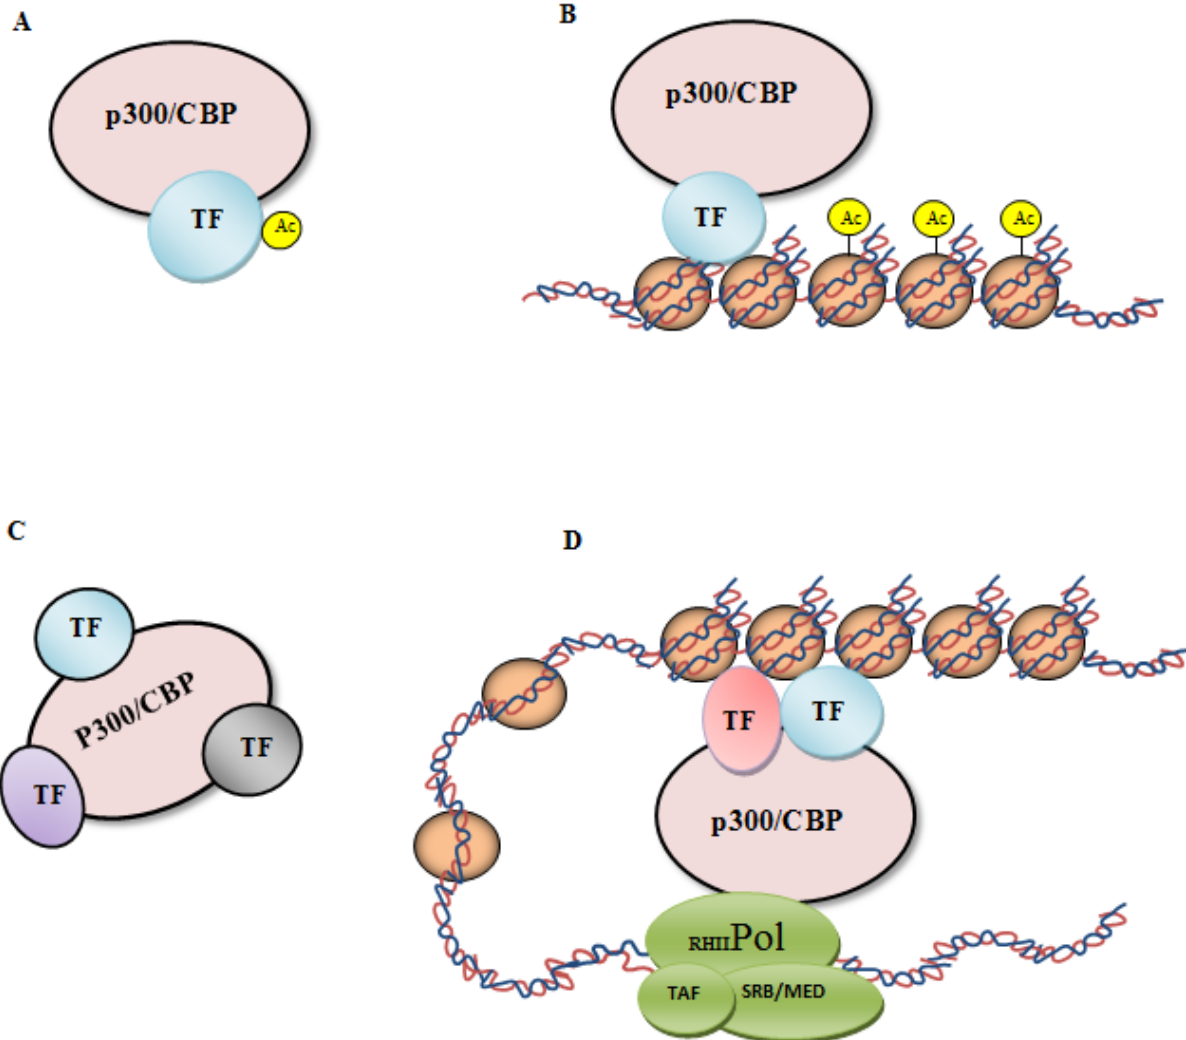 A
p300/CBP
TF
Ac
B
p300/CBP
TF
Ac
Ac
Ac
C
TF
P300/CBP
TF
TF
D
TF
TF
p300/CBP
RHIIPol
TAF
SRB/MED